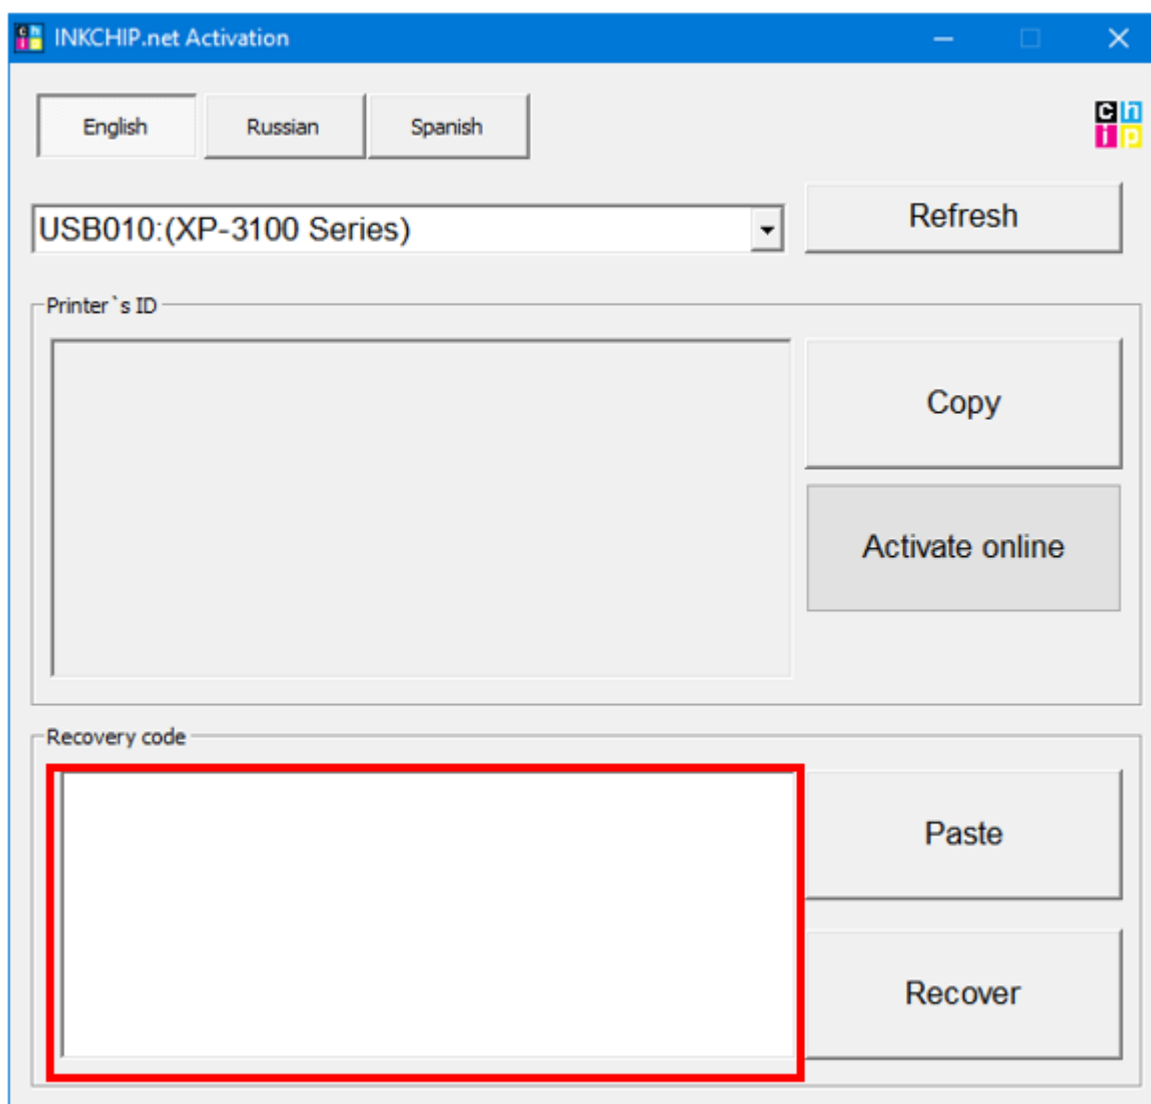 INKCHIP.net Activation
English Russian Spanish
chip
USB010:(XP-3100 Series) Refresh
Printer`s ID
Copy
Activate online
Recovery code
Paste
Recover